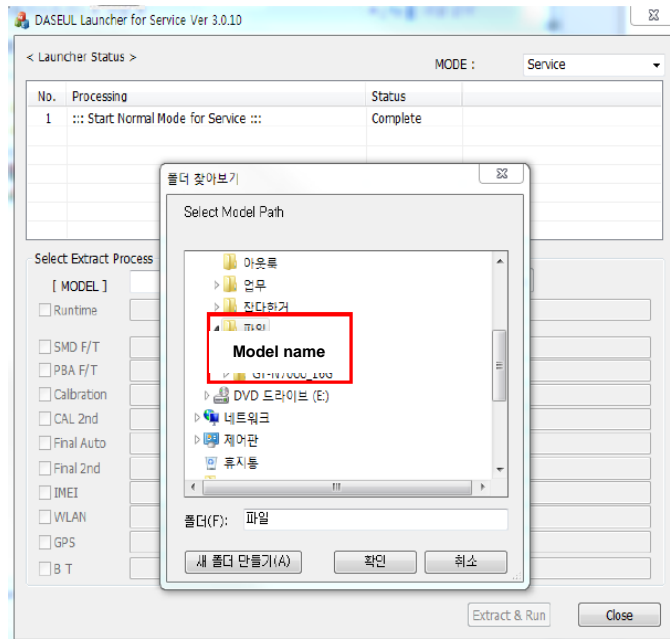 DASEUL Launcher for Service Ver 3.0.10
< Launcher Status >
MODE : Service
No. Processing Status
1 ::: Start Normal Mode for Service ::: Complete
폴더 찾아보기
Select Model Path
아웃룩
업무
잡다한거
파일
Model name
GT-N7000_16G
DVD 드라이브 (E:)
네트워크
제어판
휴지통
폴더(F): 파일
새 폴더 만들기(A) 확인 취소
Select Extract Process
[ MODEL ]
Runtime
SMD F/T
PBA F/T
Calbration
CAL 2nd
Final Auto
Final 2nd
IMEI
WLAN
GPS
B T
Extract & Run Close